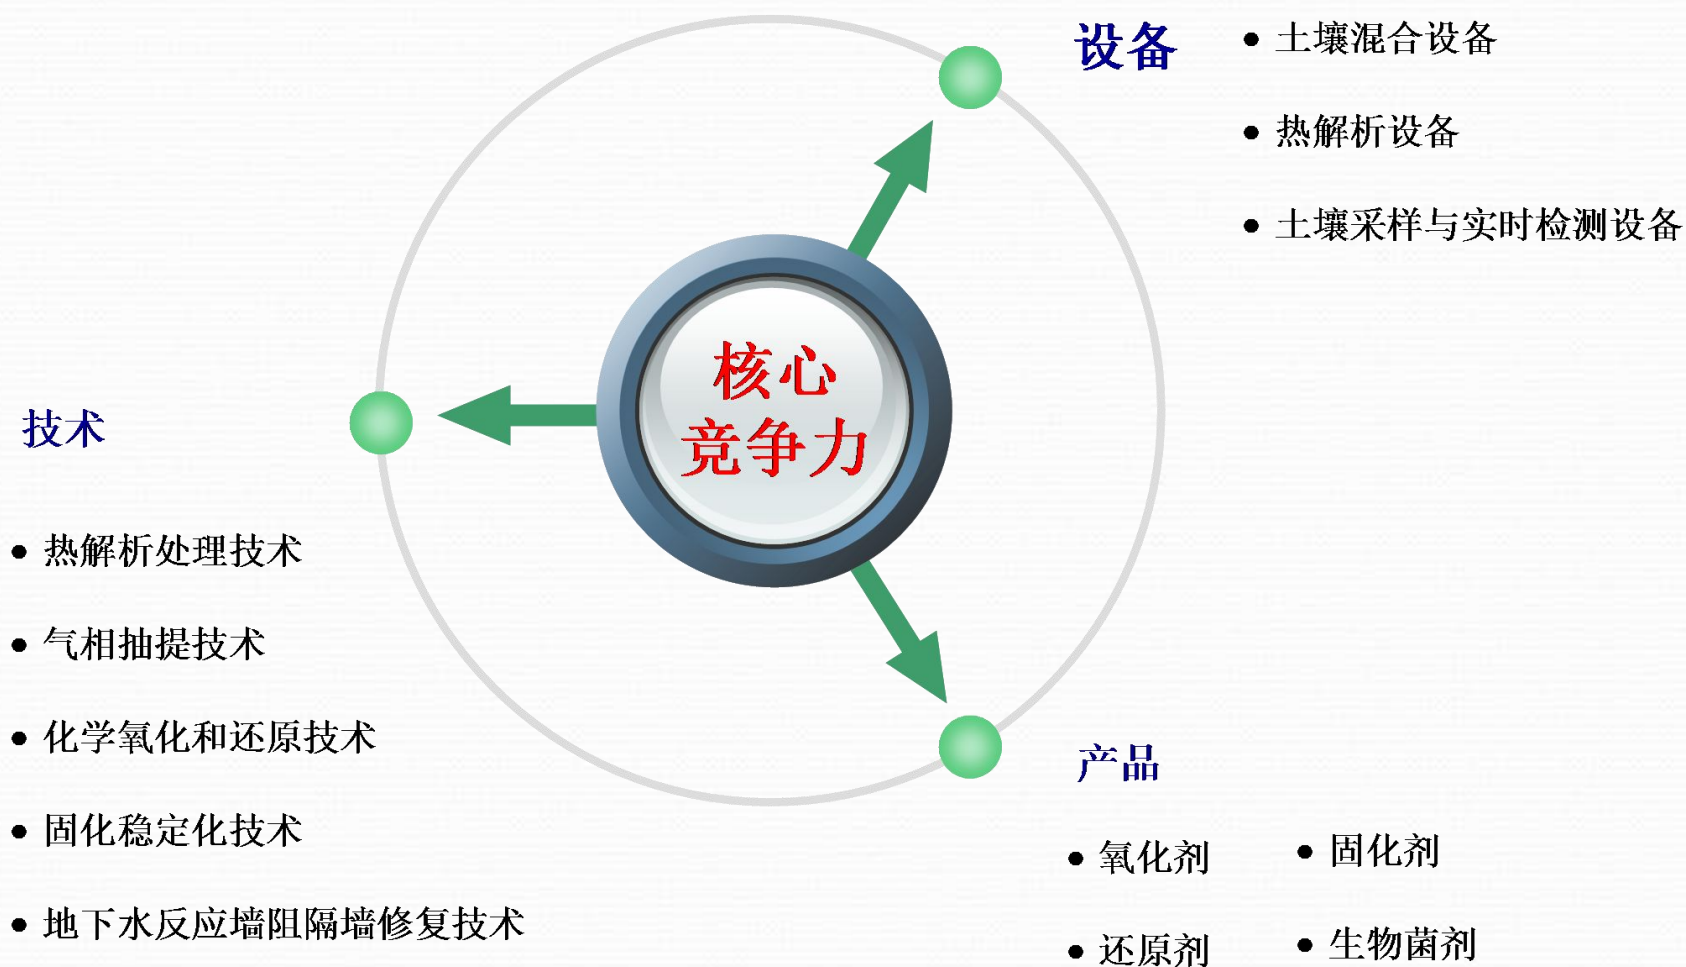 设备
• 土壤混合设备
• 热解析设备
• 土壤采样与实时检测设备
核心
竞争力
技术
• 热解析处理技术
• 气相抽提技术
• 化学氧化和还原技术
• 固化稳定化技术
• 地下水反应墙阻隔墙修复技术
产品
• 氧化剂
• 固化剂
• 还原剂
• 生物菌剂